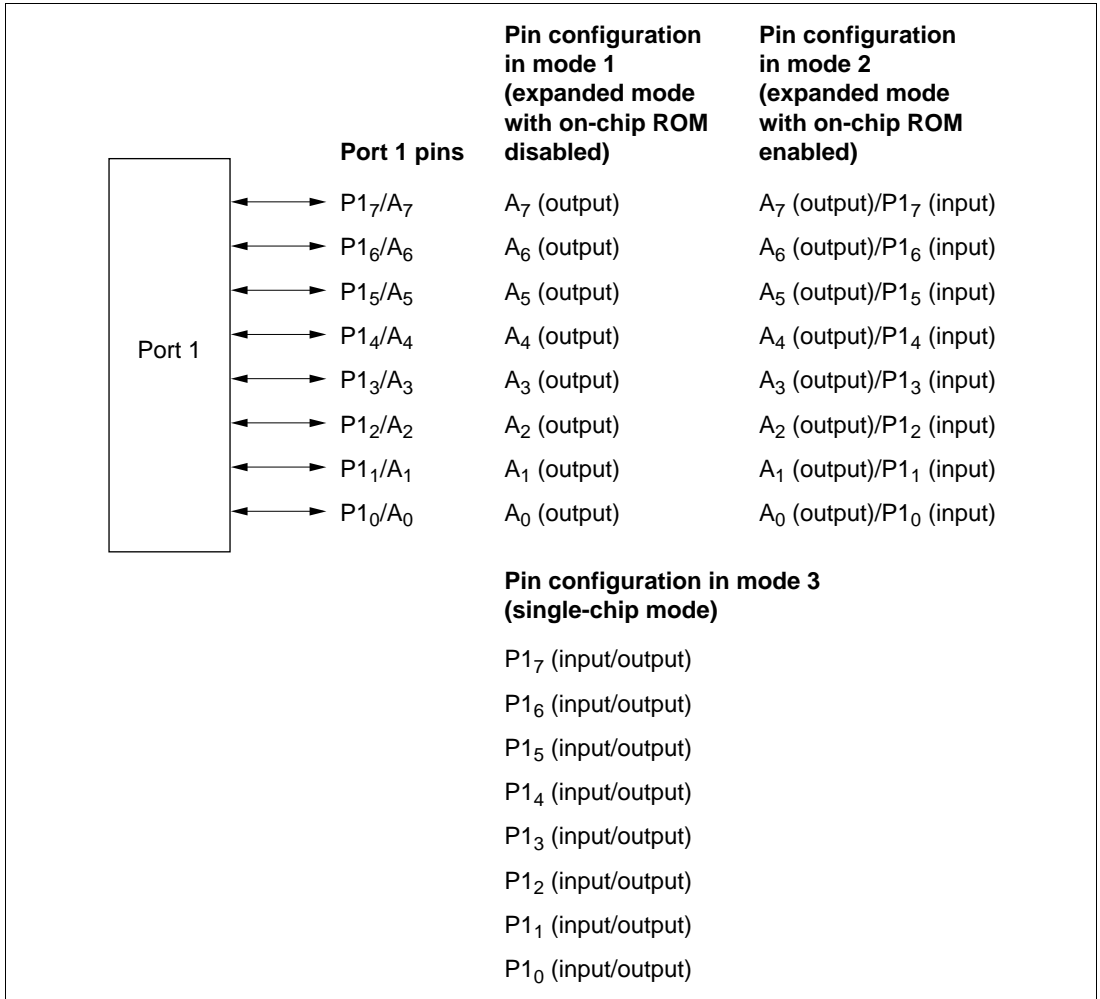 Port 1
Port 1 pins
P1₇/A₇
P1₆/A₆
P1₅/A₅
P1₄/A₄
P1₃/A₃
P1₂/A₂
P1₁/A₁
P1₀/A₀
Pin configuration
in mode 1
(expanded mode
with on-chip ROM
disabled)
A₇ (output)
A₆ (output)
A₅ (output)
A₄ (output)
A₃ (output)
A₂ (output)
A₁ (output)
A₀ (output)
Pin configuration
in mode 2
(expanded mode
with on-chip ROM
enabled)
A₇ (output)/P1₇ (input)
A₆ (output)/P1₆ (input)
A₅ (output)/P1₅ (input)
A₄ (output)/P1₄ (input)
A₃ (output)/P1₃ (input)
A₂ (output)/P1₂ (input)
A₁ (output)/P1₁ (input)
A₀ (output)/P1₀ (input)
Pin configuration in mode 3
(single-chip mode)
P1₇ (input/output)
P1₆ (input/output)
P1₅ (input/output)
P1₄ (input/output)
P1₃ (input/output)
P1₂ (input/output)
P1₁ (input/output)
P1₀ (input/output)